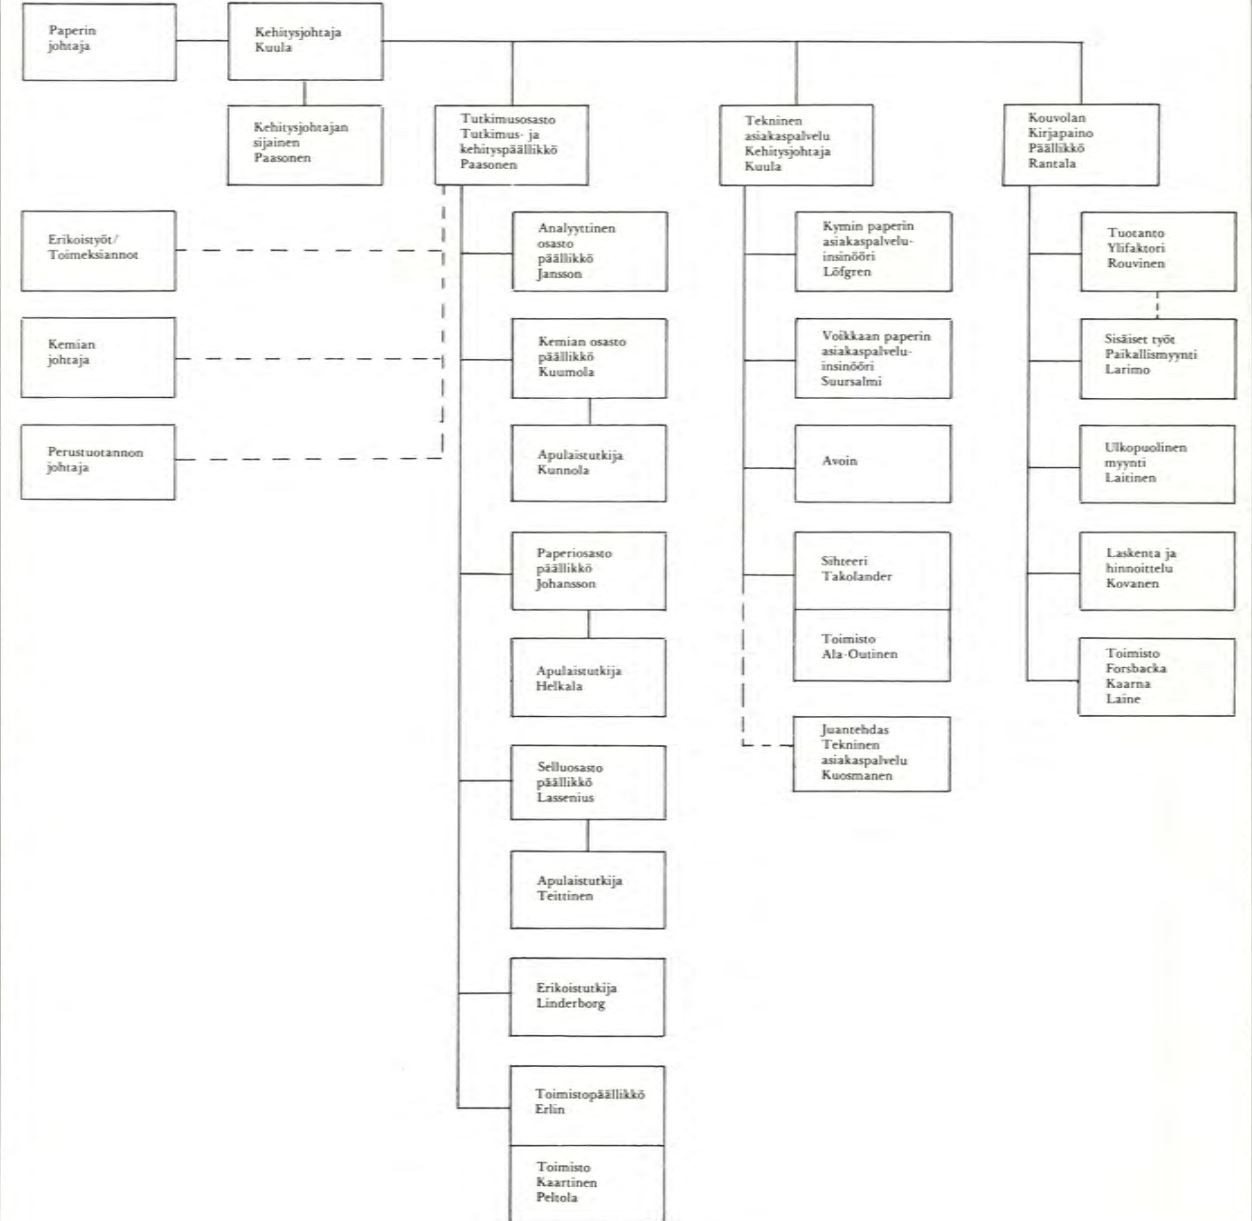 Paperin
johtaja
Kehitysjohtaja
Kuula
Kehitysjohtajan
sijainen
Paasonen
Tutkimusosasto
Tutkimus- ja
kehityspäällikkö
Paasonen
Tekninen
asiakaspalvelu
Kehitysjohtaja
Kuula
Kouvolan
Kirjapaino
Päällikkö
Rantala
Erikoistyöt/
Toimeksiannot
Kemian
johtaja
Perustuotannon
johtaja
Analyyttinen
osasto
päällikkö
Jansson
Kemian osasto
päällikkö
Kuumola
Apulaistutkija
Kunnola
Paperiosasto
päällikkö
Johansson
Apulaistutkija
Helkala
Selluosasto
päällikkö
Lassenius
Apulaistutkija
Teittinen
Erikoistutkija
Linderborg
Toimistopäällikkö
Erlin
Toimisto
Kaartinen
Peltola
Kymin paperin
asiakaspalvelu-
insinööri
Löfgren
Voikkaan paperin
asiakaspalvelu-
insinööri
Suursalmi
Avoin
Sihteeri
Takolander
Toimisto
Ala-Outinen
Juantehdas
Tekninen
asiakaspalvelu
Kuosmanen
Tuotanto
Ylifaktori
Rouvinen
Sisäiset työt
Paikallismyynti
Larimo
Ulkopuolinen
myynti
Laitinen
Laskenta ja
hinnoittelu
Kovanen
Toimisto
Forsbacka
Kaarna
Laine